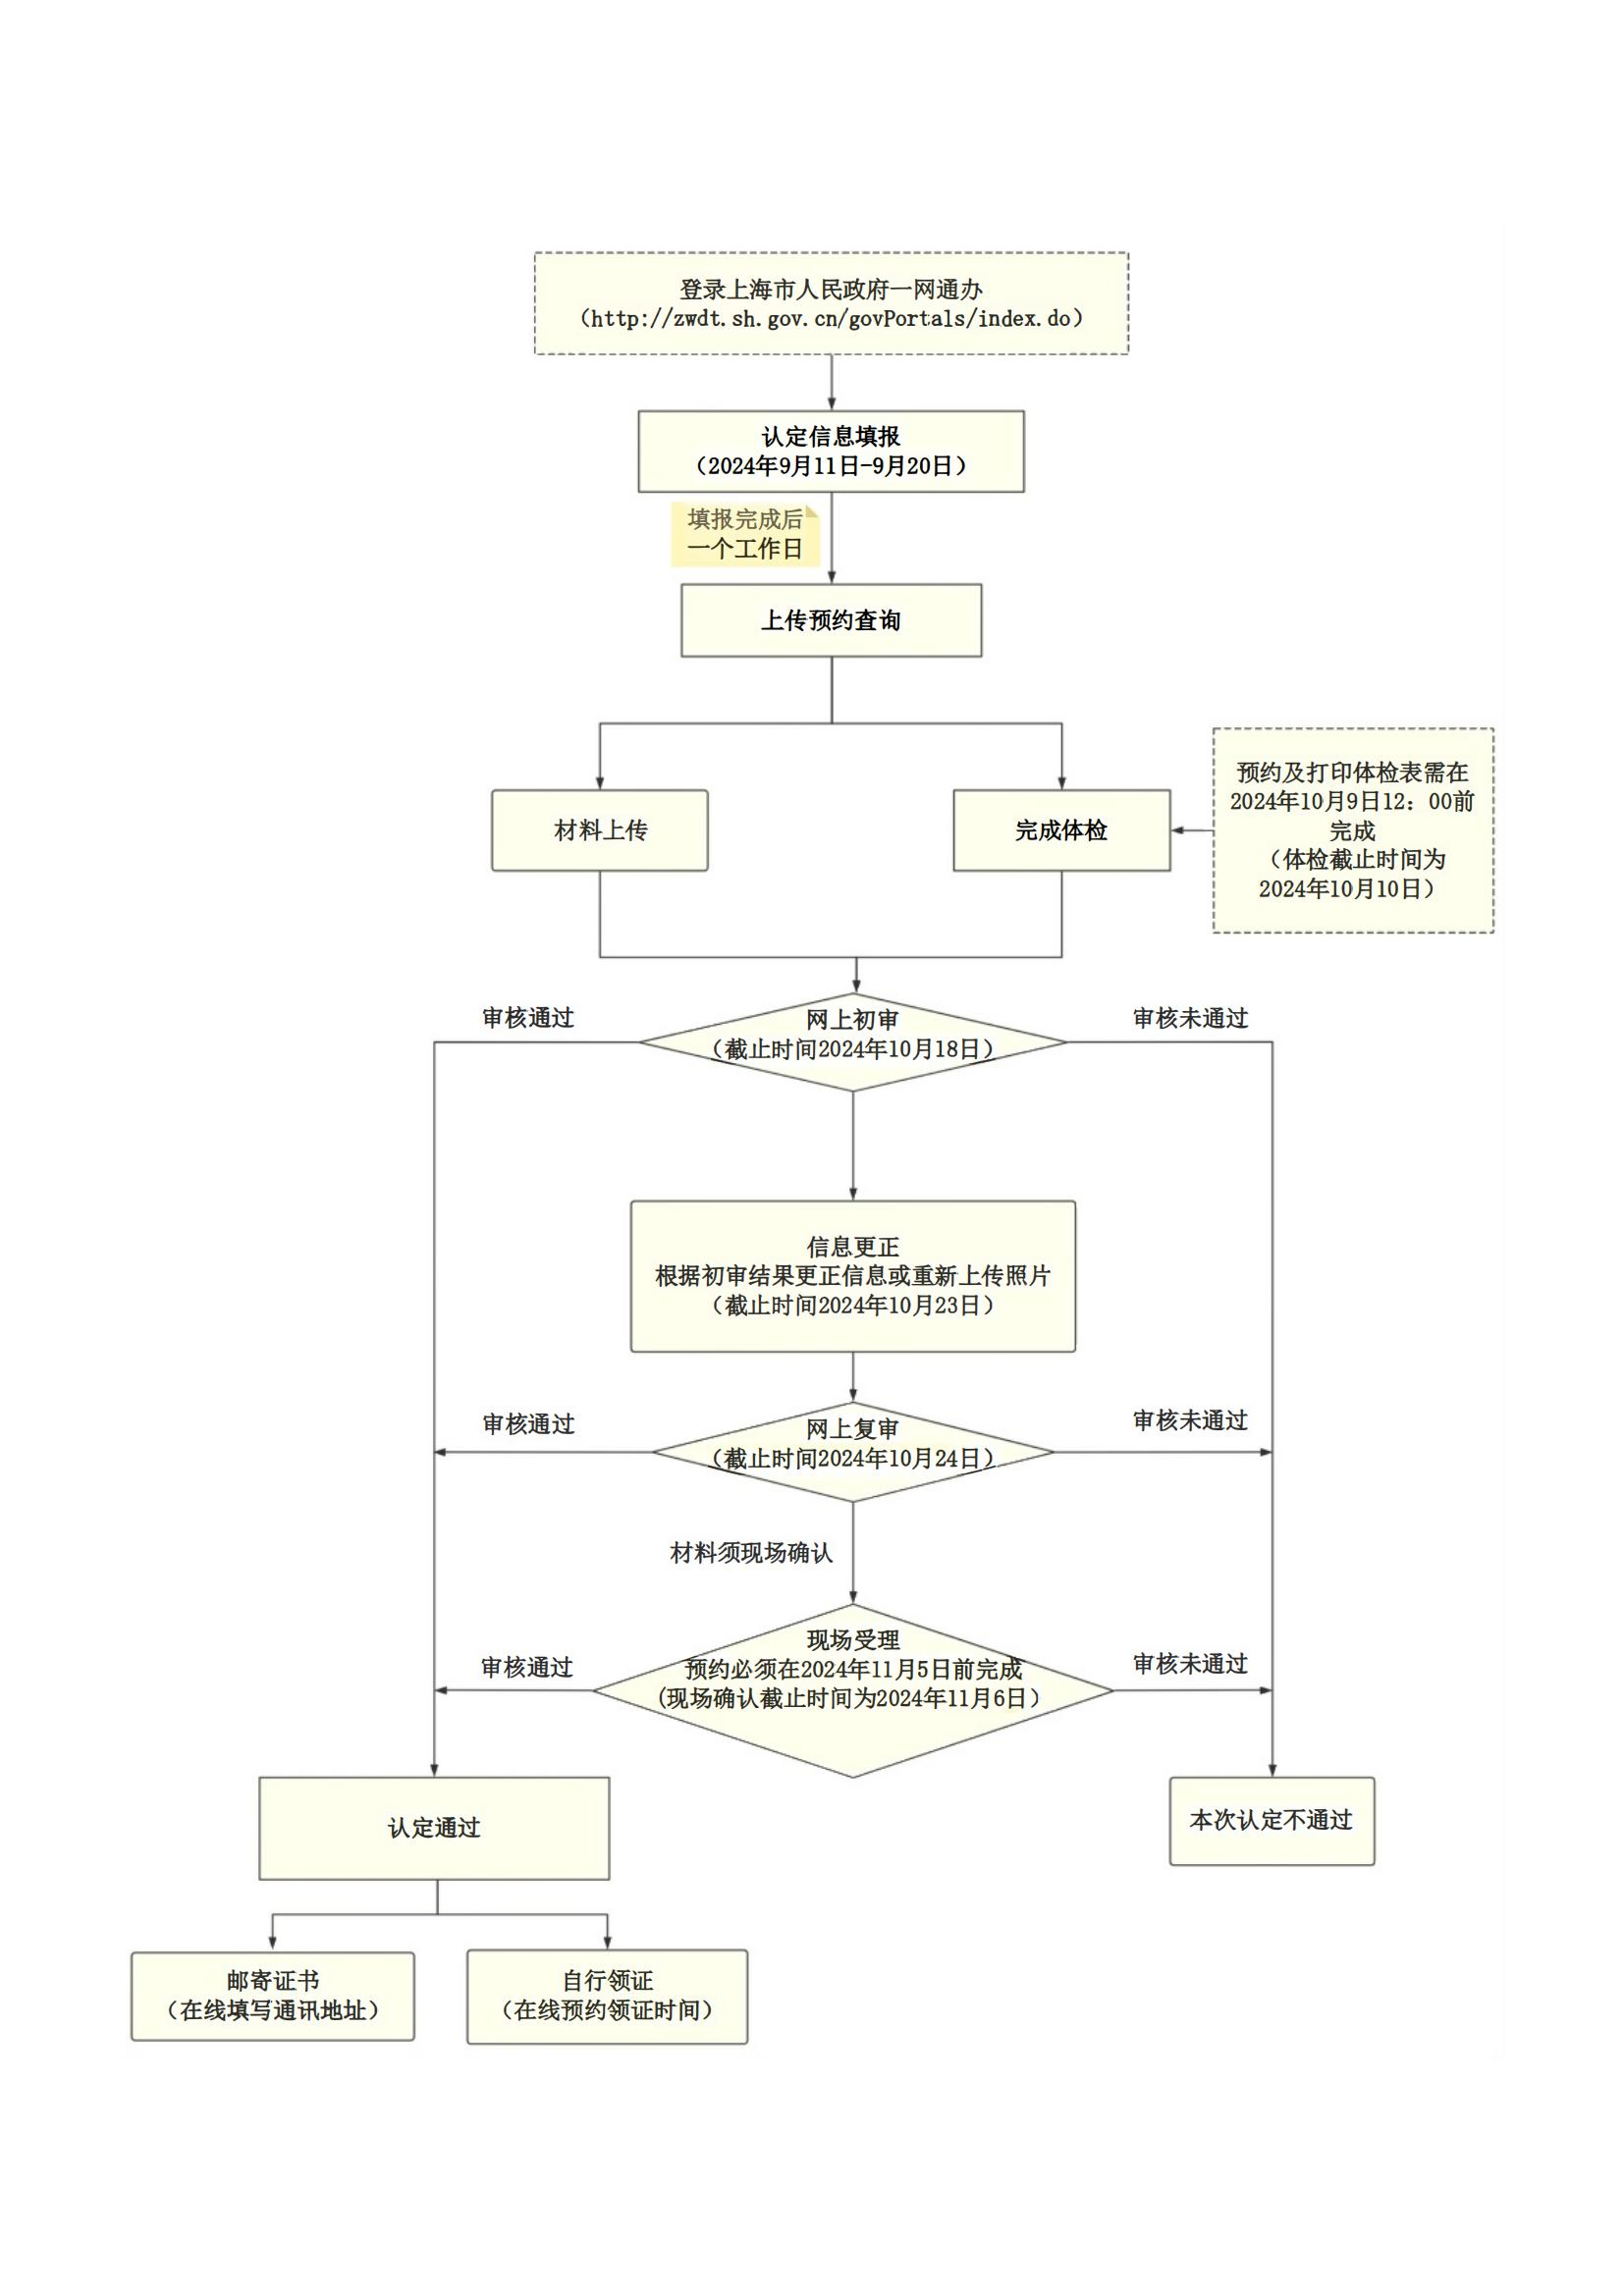 登录上海市人民政府一网通办
（http://zwdt.sh.gov.cn/govPortals/index.do）
认定信息填报
（2024年9月11日-9月20日）
填报完成后
一个工作日
上传预约查询
材料上传
完成体检
预约及打印体检表需在
2024年10月9日12：00前
完成
（体检截止时间为
2024年10月10日）
审核通过
网上初审
（截止时间2024年10月18日）
审核未通过
信息更正
根据初审结果更正信息或重新上传照片
（截止时间2024年10月23日）
审核通过
网上复审
（截止时间2024年10月24日）
审核未通过
材料须现场确认
审核通过
现场受理
预约必须在2024年11月5日前完成
(现场确认截止时间为2024年11月6日）
审核未通过
认定通过
本次认定不通过
邮寄证书
（在线填写通讯地址）
自行领证
（在线预约领证时间）